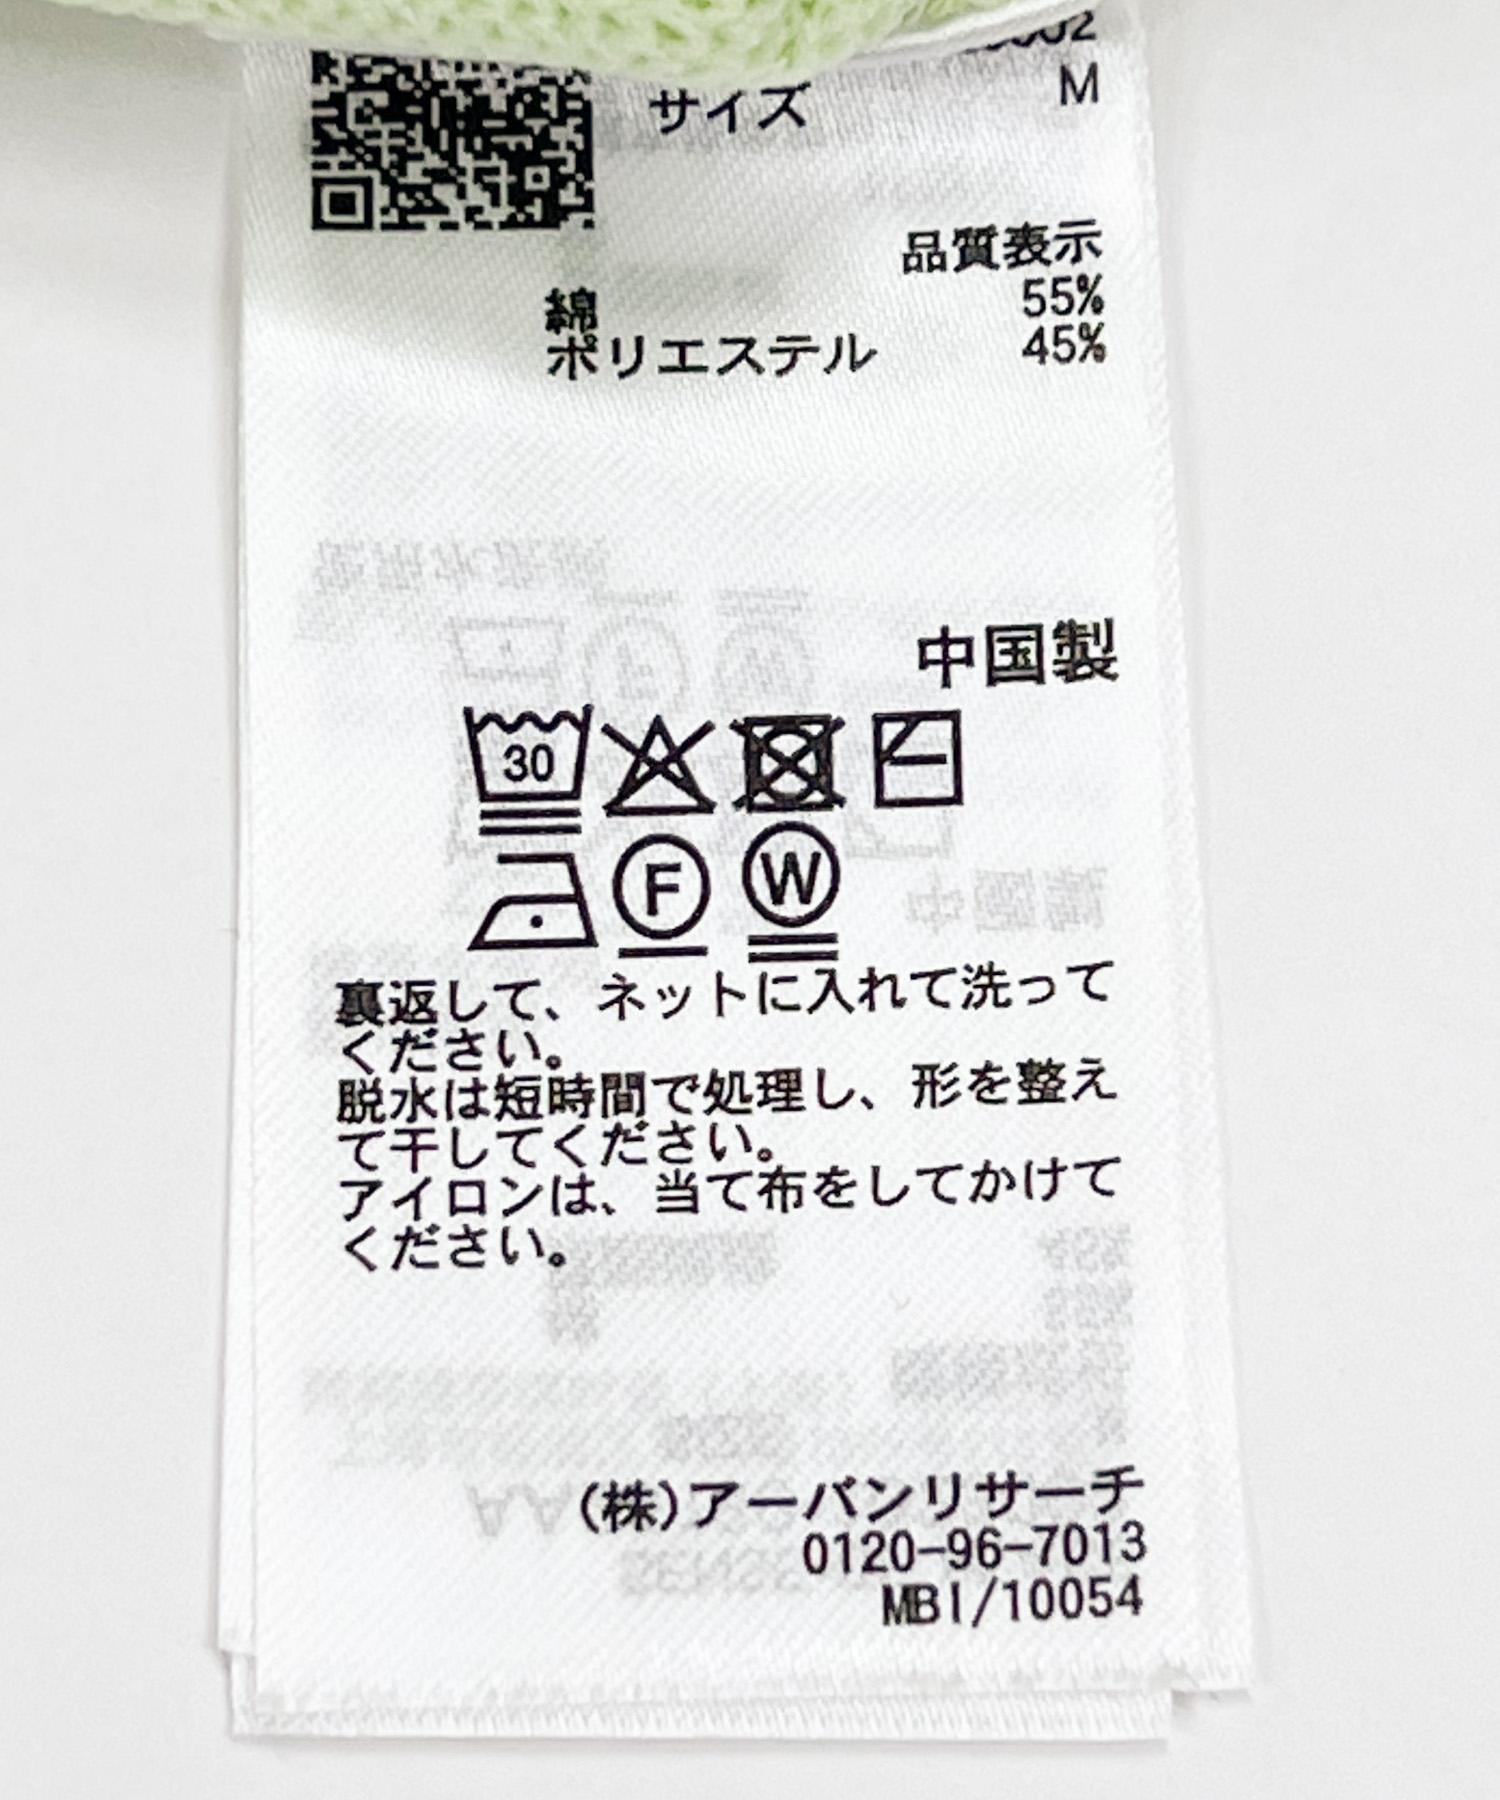 サイズ M
品質表示
綿 55%
ポリエステル 45%
中国製
30
F W
裏返して、ネットに入れて洗って
ください。
脱水は短時間で処理し、形を整え
て干してください。
アイロンは、当て布をしてかけて
ください。
(株)アーバンリサーチ
0120-96-7013
MBI/10054